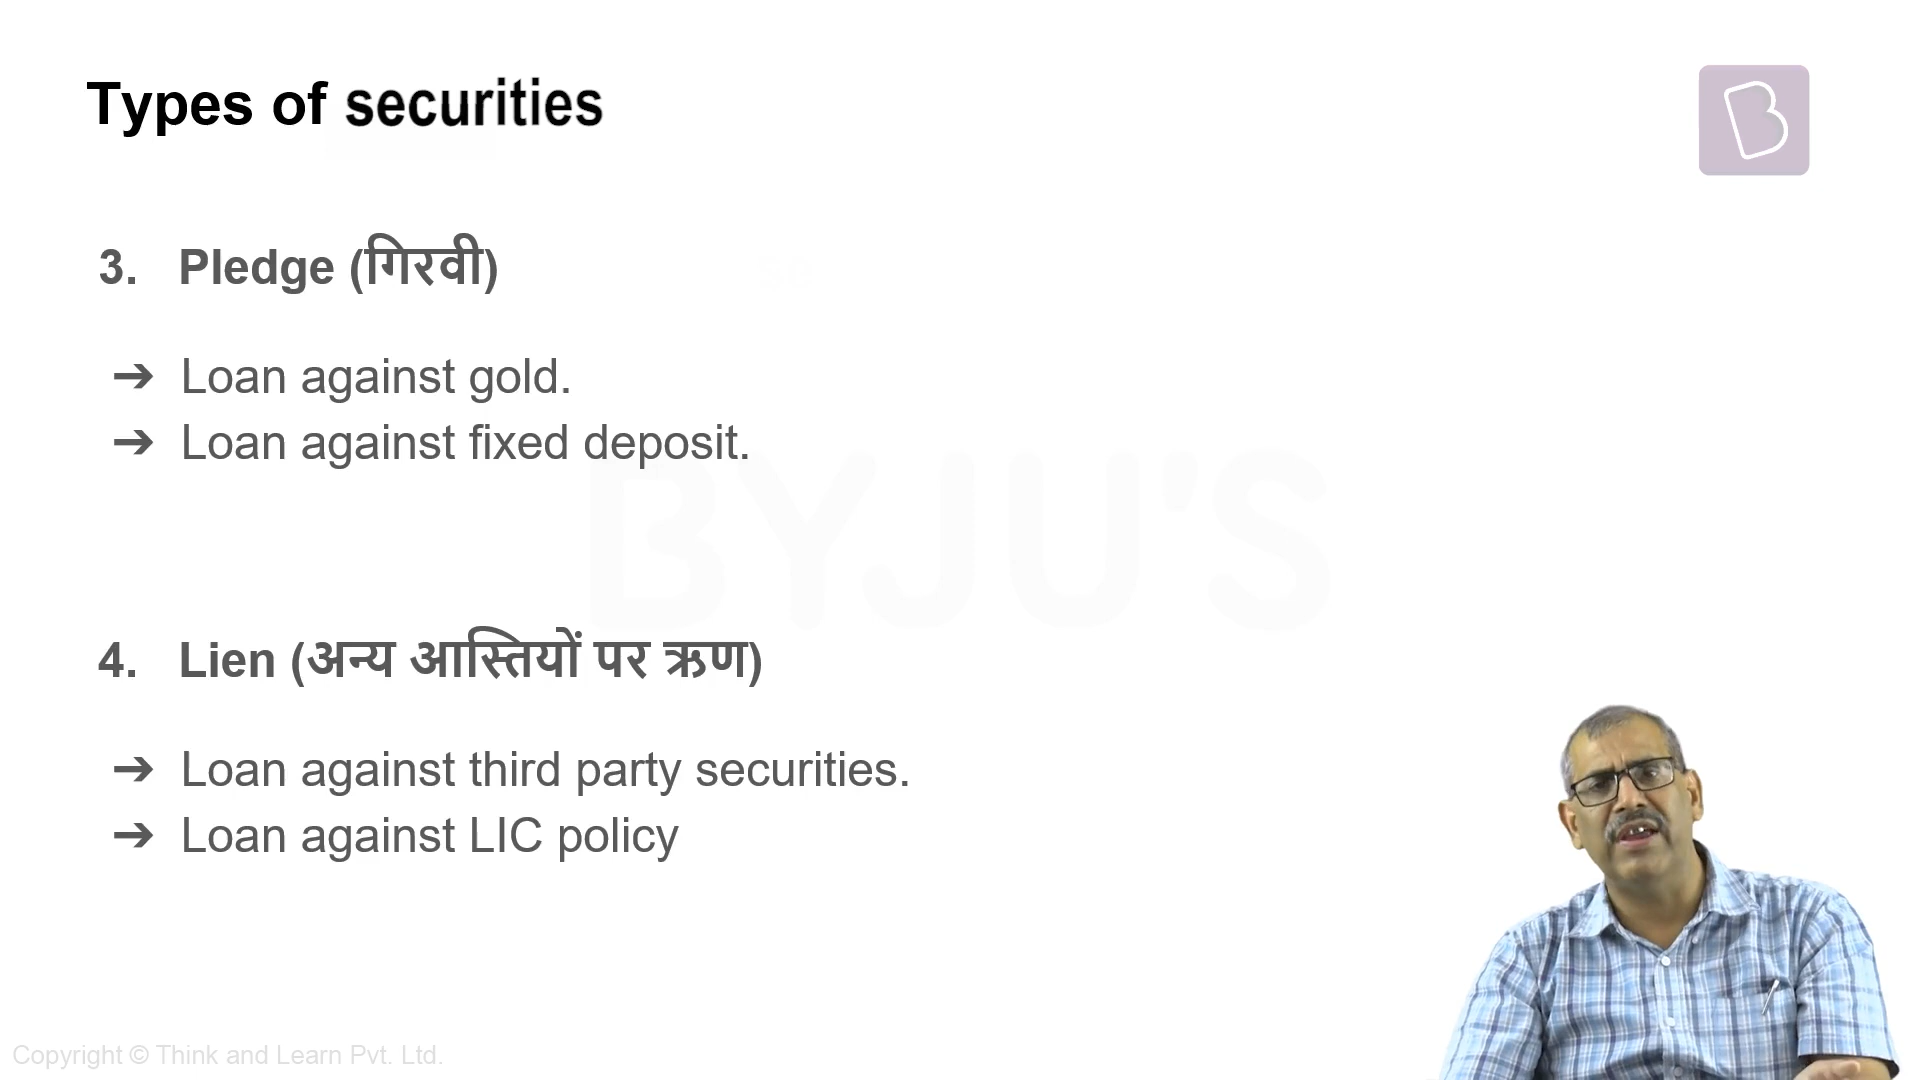 Types of securities
3. Pledge (गिरवी)
➔ Loan against gold.
➔ Loan against fixed deposit.
BYJU'S
4. Lien (अन्य आस्तियों पर ऋण)
➔ Loan against third party securities.
➔ Loan against LIC policy
Copyright © Think and Learn Pvt. Ltd.